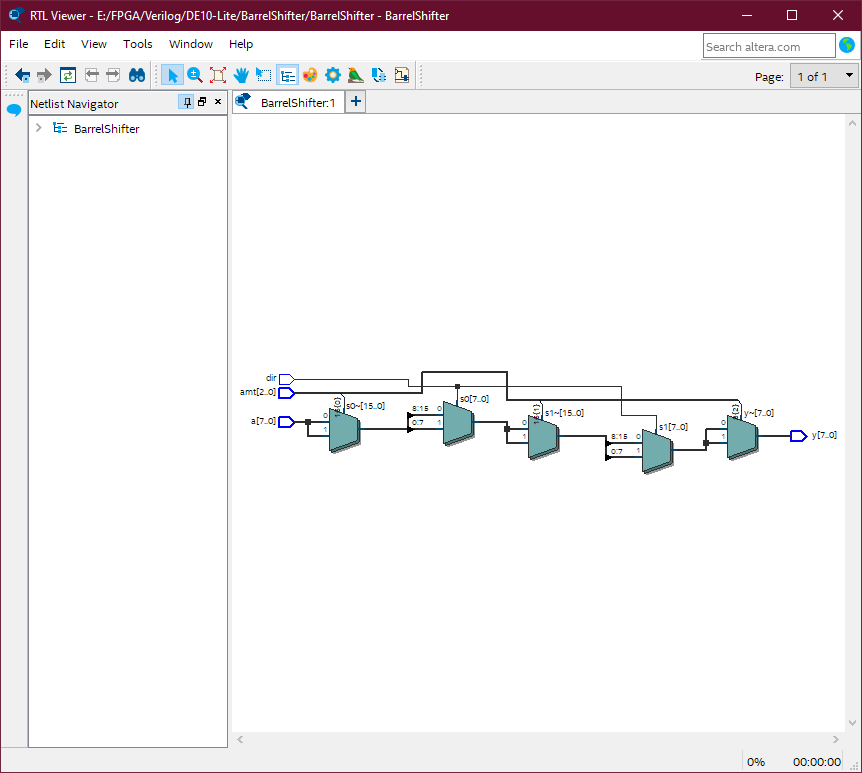 RTL Viewer - E:/FPGA/Verilog/DE10-Lite/BarrelShifter/BarrelShifter - BarrelShifter
File Edit View Tools Window Help
Search altera.com
Page: 1 of 1
Netlist Navigator
BarrelShifter:1
BarrelShifter
dir
amt[2..0]
a[7..0]
s0~[15..0]
0
1
8:15 0
0:7 1
s0[7..0]
0
1
s1~[15..0]
8:15 0
0:7 1
s1[7..0]
0
1
y~[7..0]
y[7..0]
0% 00:00:00